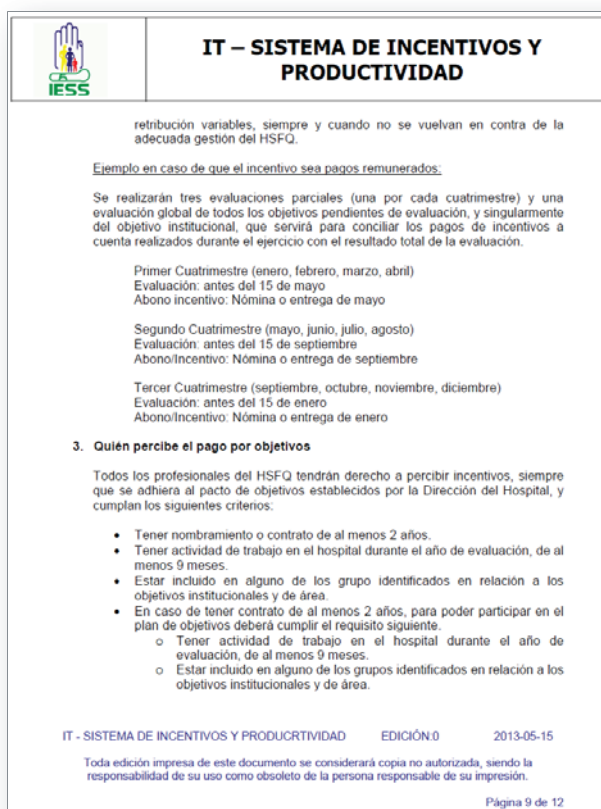 IESS
IT – SISTEMA DE INCENTIVOS Y
PRODUCTIVIDAD
retribución variables, siempre y cuando no se vuelvan en contra de la
adecuada gestión del HSFQ.
Ejemplo en caso de que el incentivo sea pagos remunerados:
Se realizarán tres evaluaciones parciales (una por cada cuatrimestre) y una
evaluación global de todos los objetivos pendientes de evaluación, y singularmente
del objetivo institucional, que servirá para conciliar los pagos de incentivos a
cuenta realizados durante el ejercicio con el resultado total de la evaluación.
Primer Cuatrimestre (enero, febrero, marzo, abril)
Evaluación: antes del 15 de mayo
Abono incentivo: Nómina o entrega de mayo
Segundo Cuatrimestre (mayo, junio, julio, agosto)
Evaluación: antes del 15 de septiembre
Abono/Incentivo: Nómina o entrega de septiembre
Tercer Cuatrimestre (septiembre, octubre, noviembre, diciembre)
Evaluación: antes del 15 de enero
Abono/Incentivo: Nómina o entrega de enero
3. Quién percibe el pago por objetivos
Todos los profesionales del HSFQ tendrán derecho a percibir incentivos, siempre
que se adhiera al pacto de objetivos establecidos por la Dirección del Hospital, y
cumplan los siguientes criterios:
• Tener nombramiento o contrato de al menos 2 años.
• Tener actividad de trabajo en el hospital durante el año de evaluación, de al
menos 9 meses.
• Estar incluido en alguno de los grupo identificados en relación a los
objetivos institucionales y de área.
• En caso de tener contrato de al menos 2 años, para poder participar en el
plan de objetivos deberá cumplir el requisito siguiente.
o Tener actividad de trabajo en el hospital durante el año de
evaluación, de al menos 9 meses.
o Estar incluido en alguno de los grupos identificados en relación a los
objetivos institucionales y de área.
IT - SISTEMA DE INCENTIVOS Y PRODUCRTIVIDAD EDICIÓN:0 2013-05-15
Toda edición impresa de este documento se considerará copia no autorizada, siendo la
responsabilidad de su uso como obsoleto de la persona responsable de su impresión.
Página 9 de 12